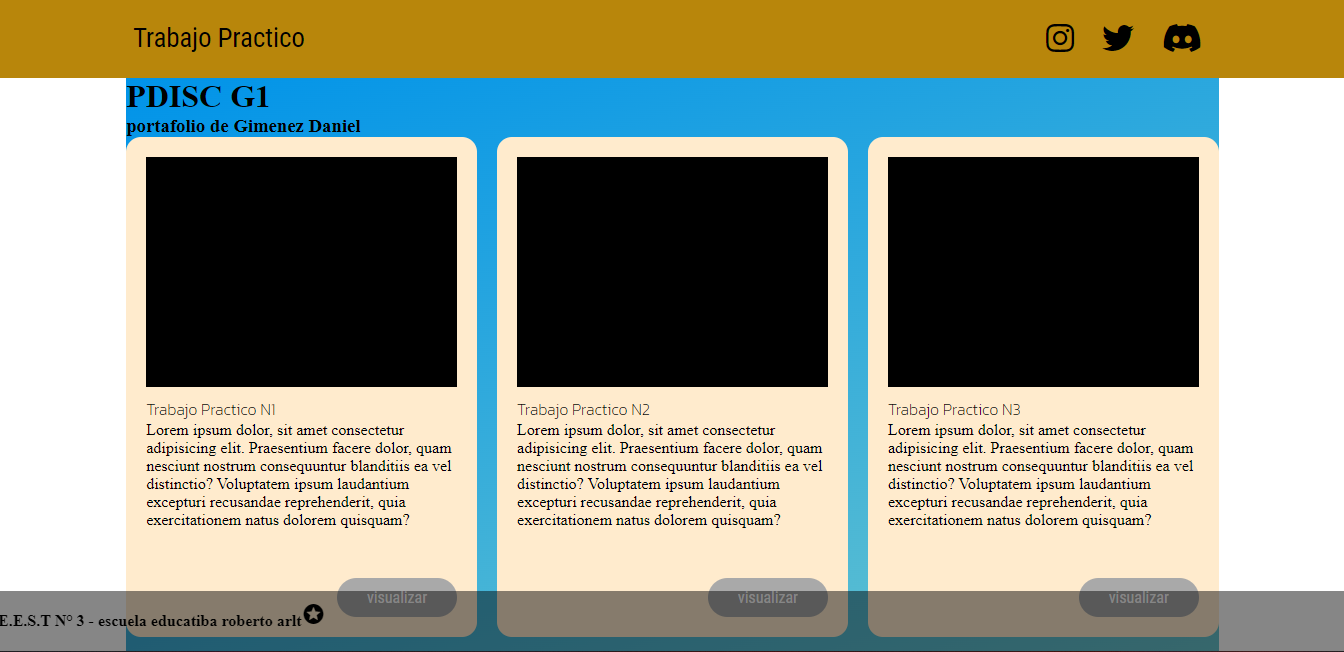 Trabajo Practico
PDISC G1
portafolio de Gimenez Daniel
Trabajo Practico N1
Lorem ipsum dolor, sit amet consectetur
adipisicing elit. Praesentium facere dolor, quam
nesciunt nostrum consequuntur blanditiis ea vel
distinctio? Voluptatem ipsum laudantium
excepturi recusandae reprehenderit, quia
exercitationem natus dolorem quisquam?
visualizar
Trabajo Practico N2
Lorem ipsum dolor, sit amet consectetur
adipisicing elit. Praesentium facere dolor, quam
nesciunt nostrum consequuntur blanditiis ea vel
distinctio? Voluptatem ipsum laudantium
excepturi recusandae reprehenderit, quia
exercitationem natus dolorem quisquam?
visualizar
Trabajo Practico N3
Lorem ipsum dolor, sit amet consectetur
adipisicing elit. Praesentium facere dolor, quam
nesciunt nostrum consequuntur blanditiis ea vel
distinctio? Voluptatem ipsum laudantium
excepturi recusandae reprehenderit, quia
exercitationem natus dolorem quisquam?
visualizar
E.E.S.T N° 3 - escuela educatiba roberto arlt